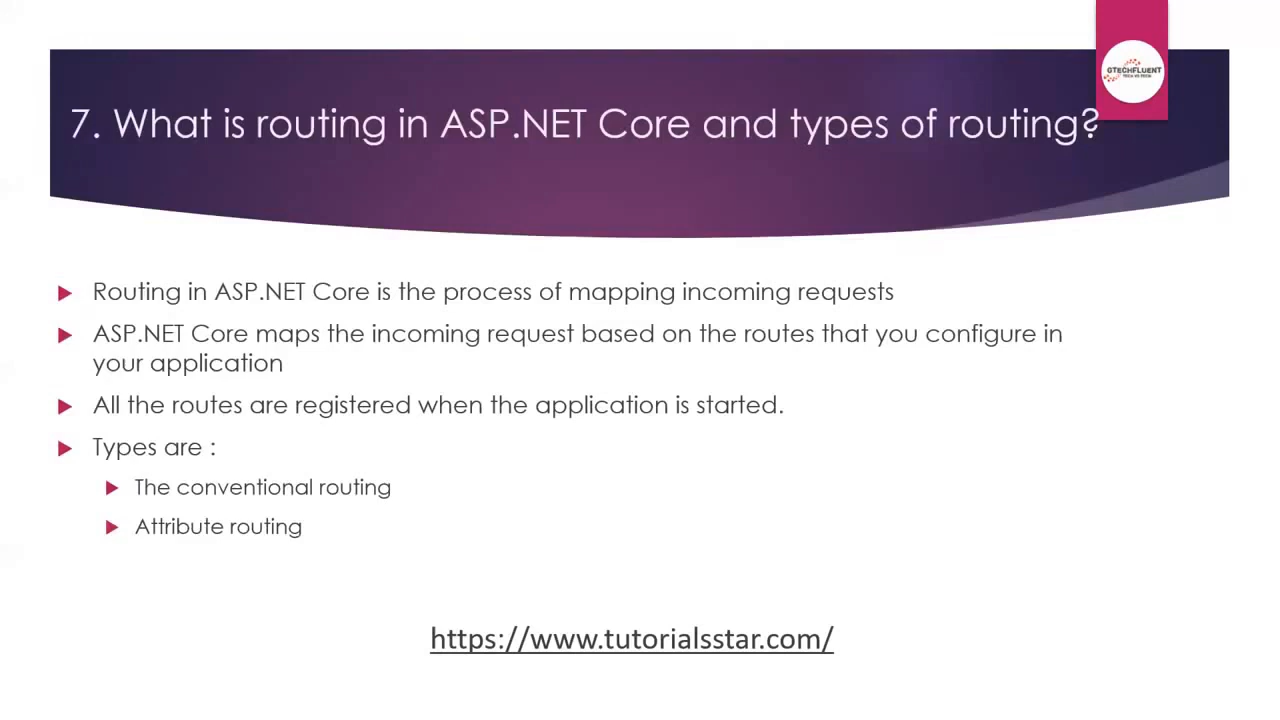 GTECHFLUENT
TECH VS TECH
7. What is routing in ASP.NET Core and types of routing?
Routing in ASP.NET Core is the process of mapping incoming requests
ASP.NET Core maps the incoming request based on the routes that you configure in
your application
All the routes are registered when the application is started.
Types are :
The conventional routing
Attribute routing
https://www.tutorialsstar.com/